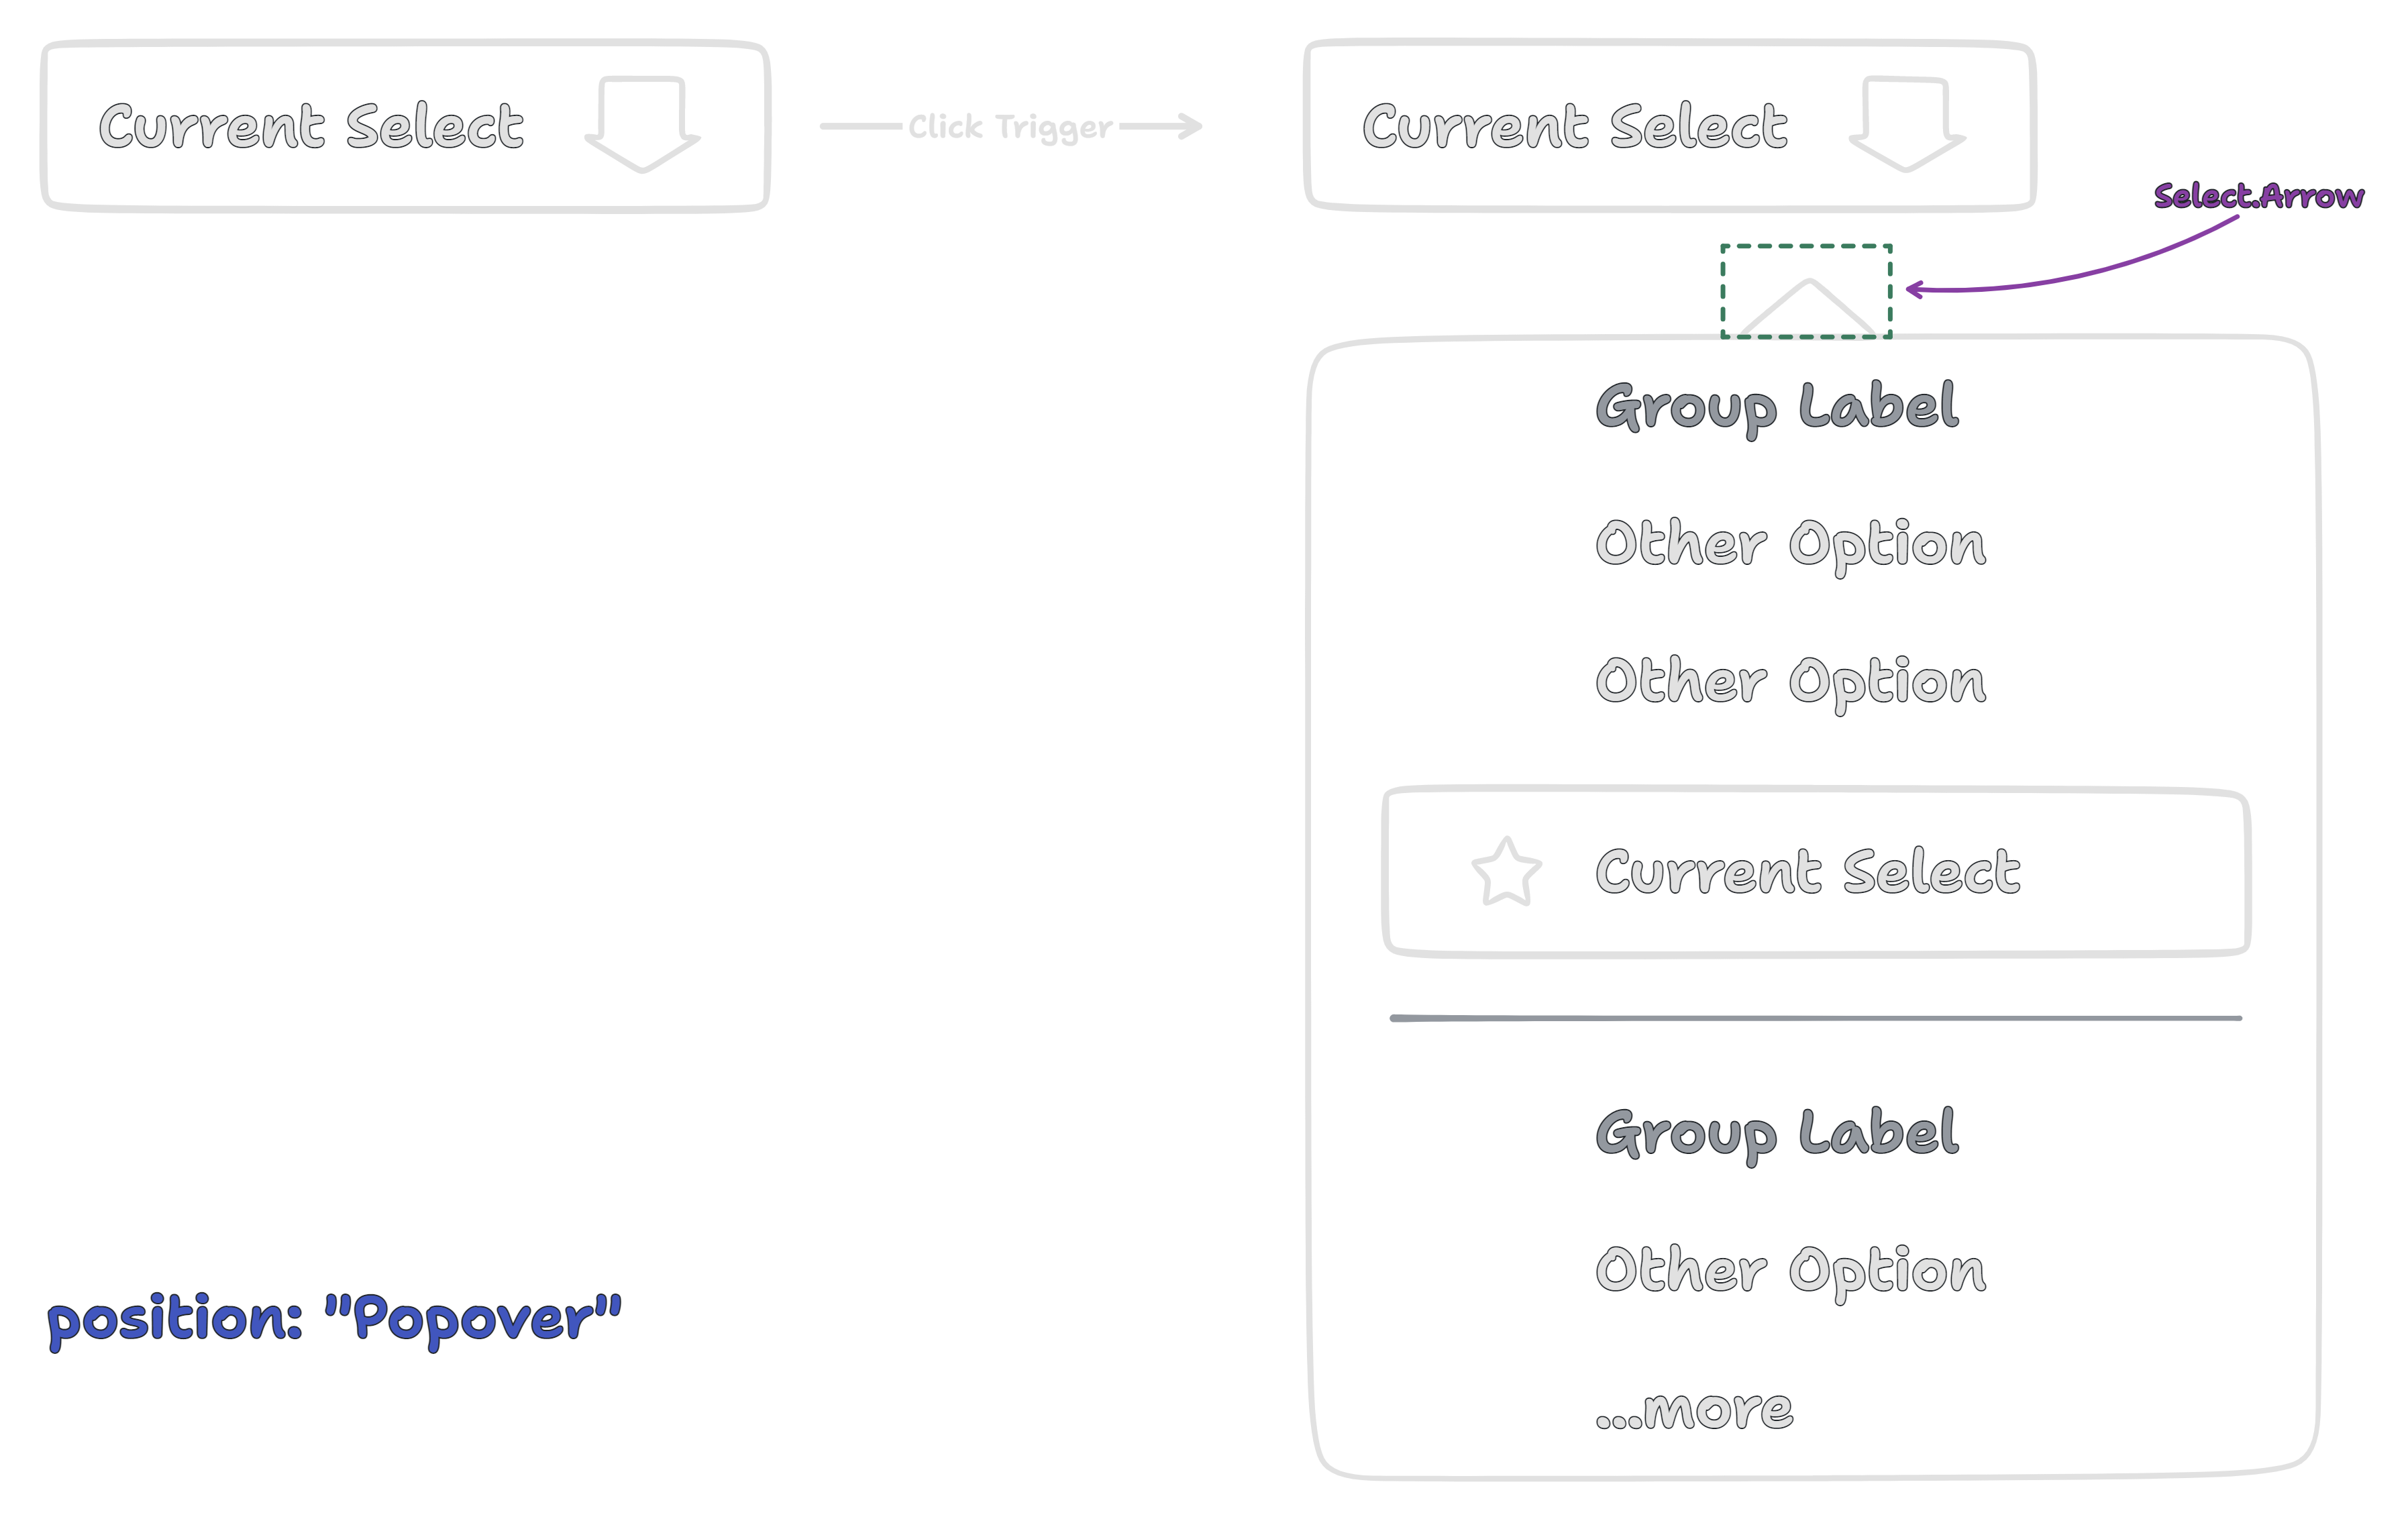 Current Select
Click Trigger
Current Select
Select.Arrow
Group Label
Other Option
Other Option
Current Select
Group Label
Other Option
...more
position: "Popover"